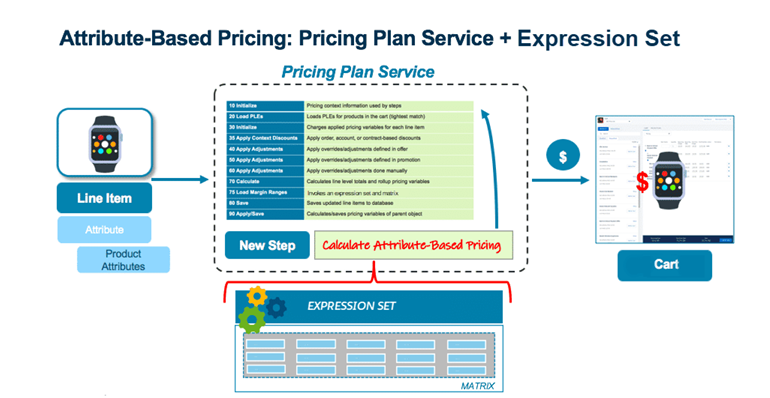 Attribute-Based Pricing: Pricing Plan Service + Expression Set
Pricing Plan Service
10 Initialize Pricing context information used by steps
20 Load PLEs Loads PLEs for products in the cart (tightest match)
30 Initialize Charges applied pricing variables for each line item
35 Apply Context Discounts Apply order, account, or contract-based discounts
40 Apply Adjustments Apply overrides/adjustments defined in offer
50 Apply Adjustments Apply overrides/adjustments defined in promotion
60 Apply Adjustments Apply overrides/adjustments done manually
70 Calculate Calculates line level totals and rollup pricing variables
75 Load Margin Ranges Invokes an expression set and matrix
80 Save Saves updated line items to database
90 Apply/Save Calculates/saves pricing variables of parent object
Line Item
Attribute
Product
Attributes
New Step
Calculate Attribute-Based Pricing
$
$
Cart
EXPRESSION SET
MATRIX